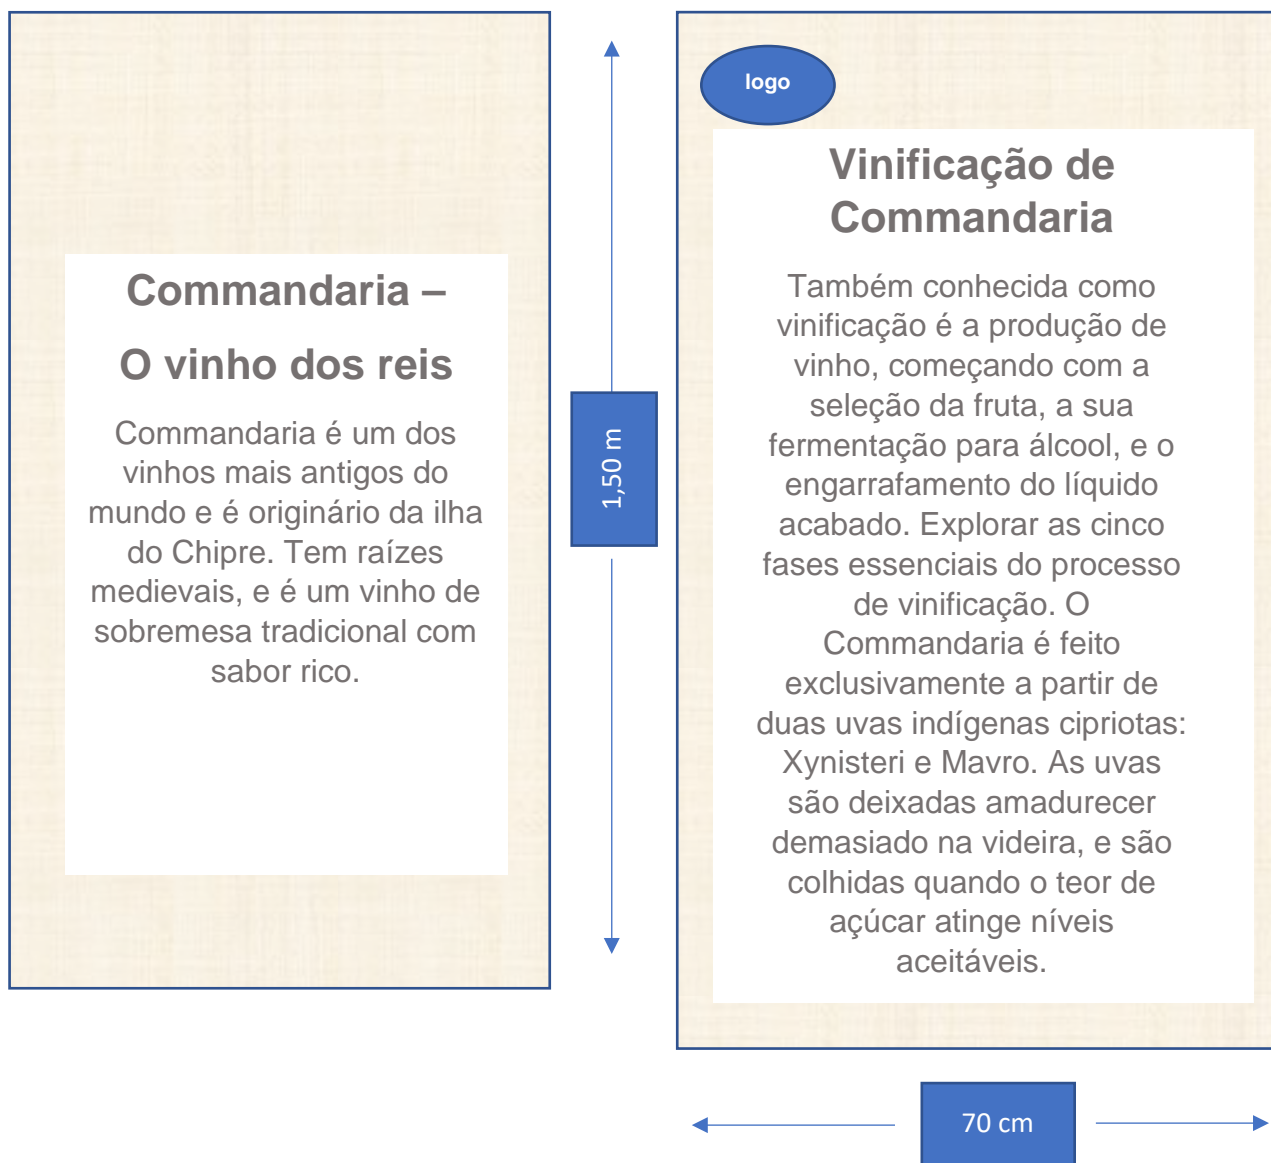 Commandaria –
O vinho dos reis
Commandaria é um dos
vinhos mais antigos do
mundo e é originário da ilha
do Chipre. Tem raízes
medievais, e é um vinho de
sobremesa tradicional com
sabor rico.
1,50 m
logo
Vinificação de
Commandaria
Também conhecida como
vinificação é a produção de
vinho, começando com a
seleção da fruta, a sua
fermentação para álcool, e o
engarrafamento do líquido
acabado. Explorar as cinco
fases essenciais do processo
de vinificação. O
Commandaria é feito
exclusivamente a partir de
duas uvas indígenas cipriotas:
Xynisteri e Mavro. As uvas
são deixadas amadurecer
demasiado na videira, e são
colhidas quando o teor de
açúcar atinge níveis
aceitáveis.
70 cm